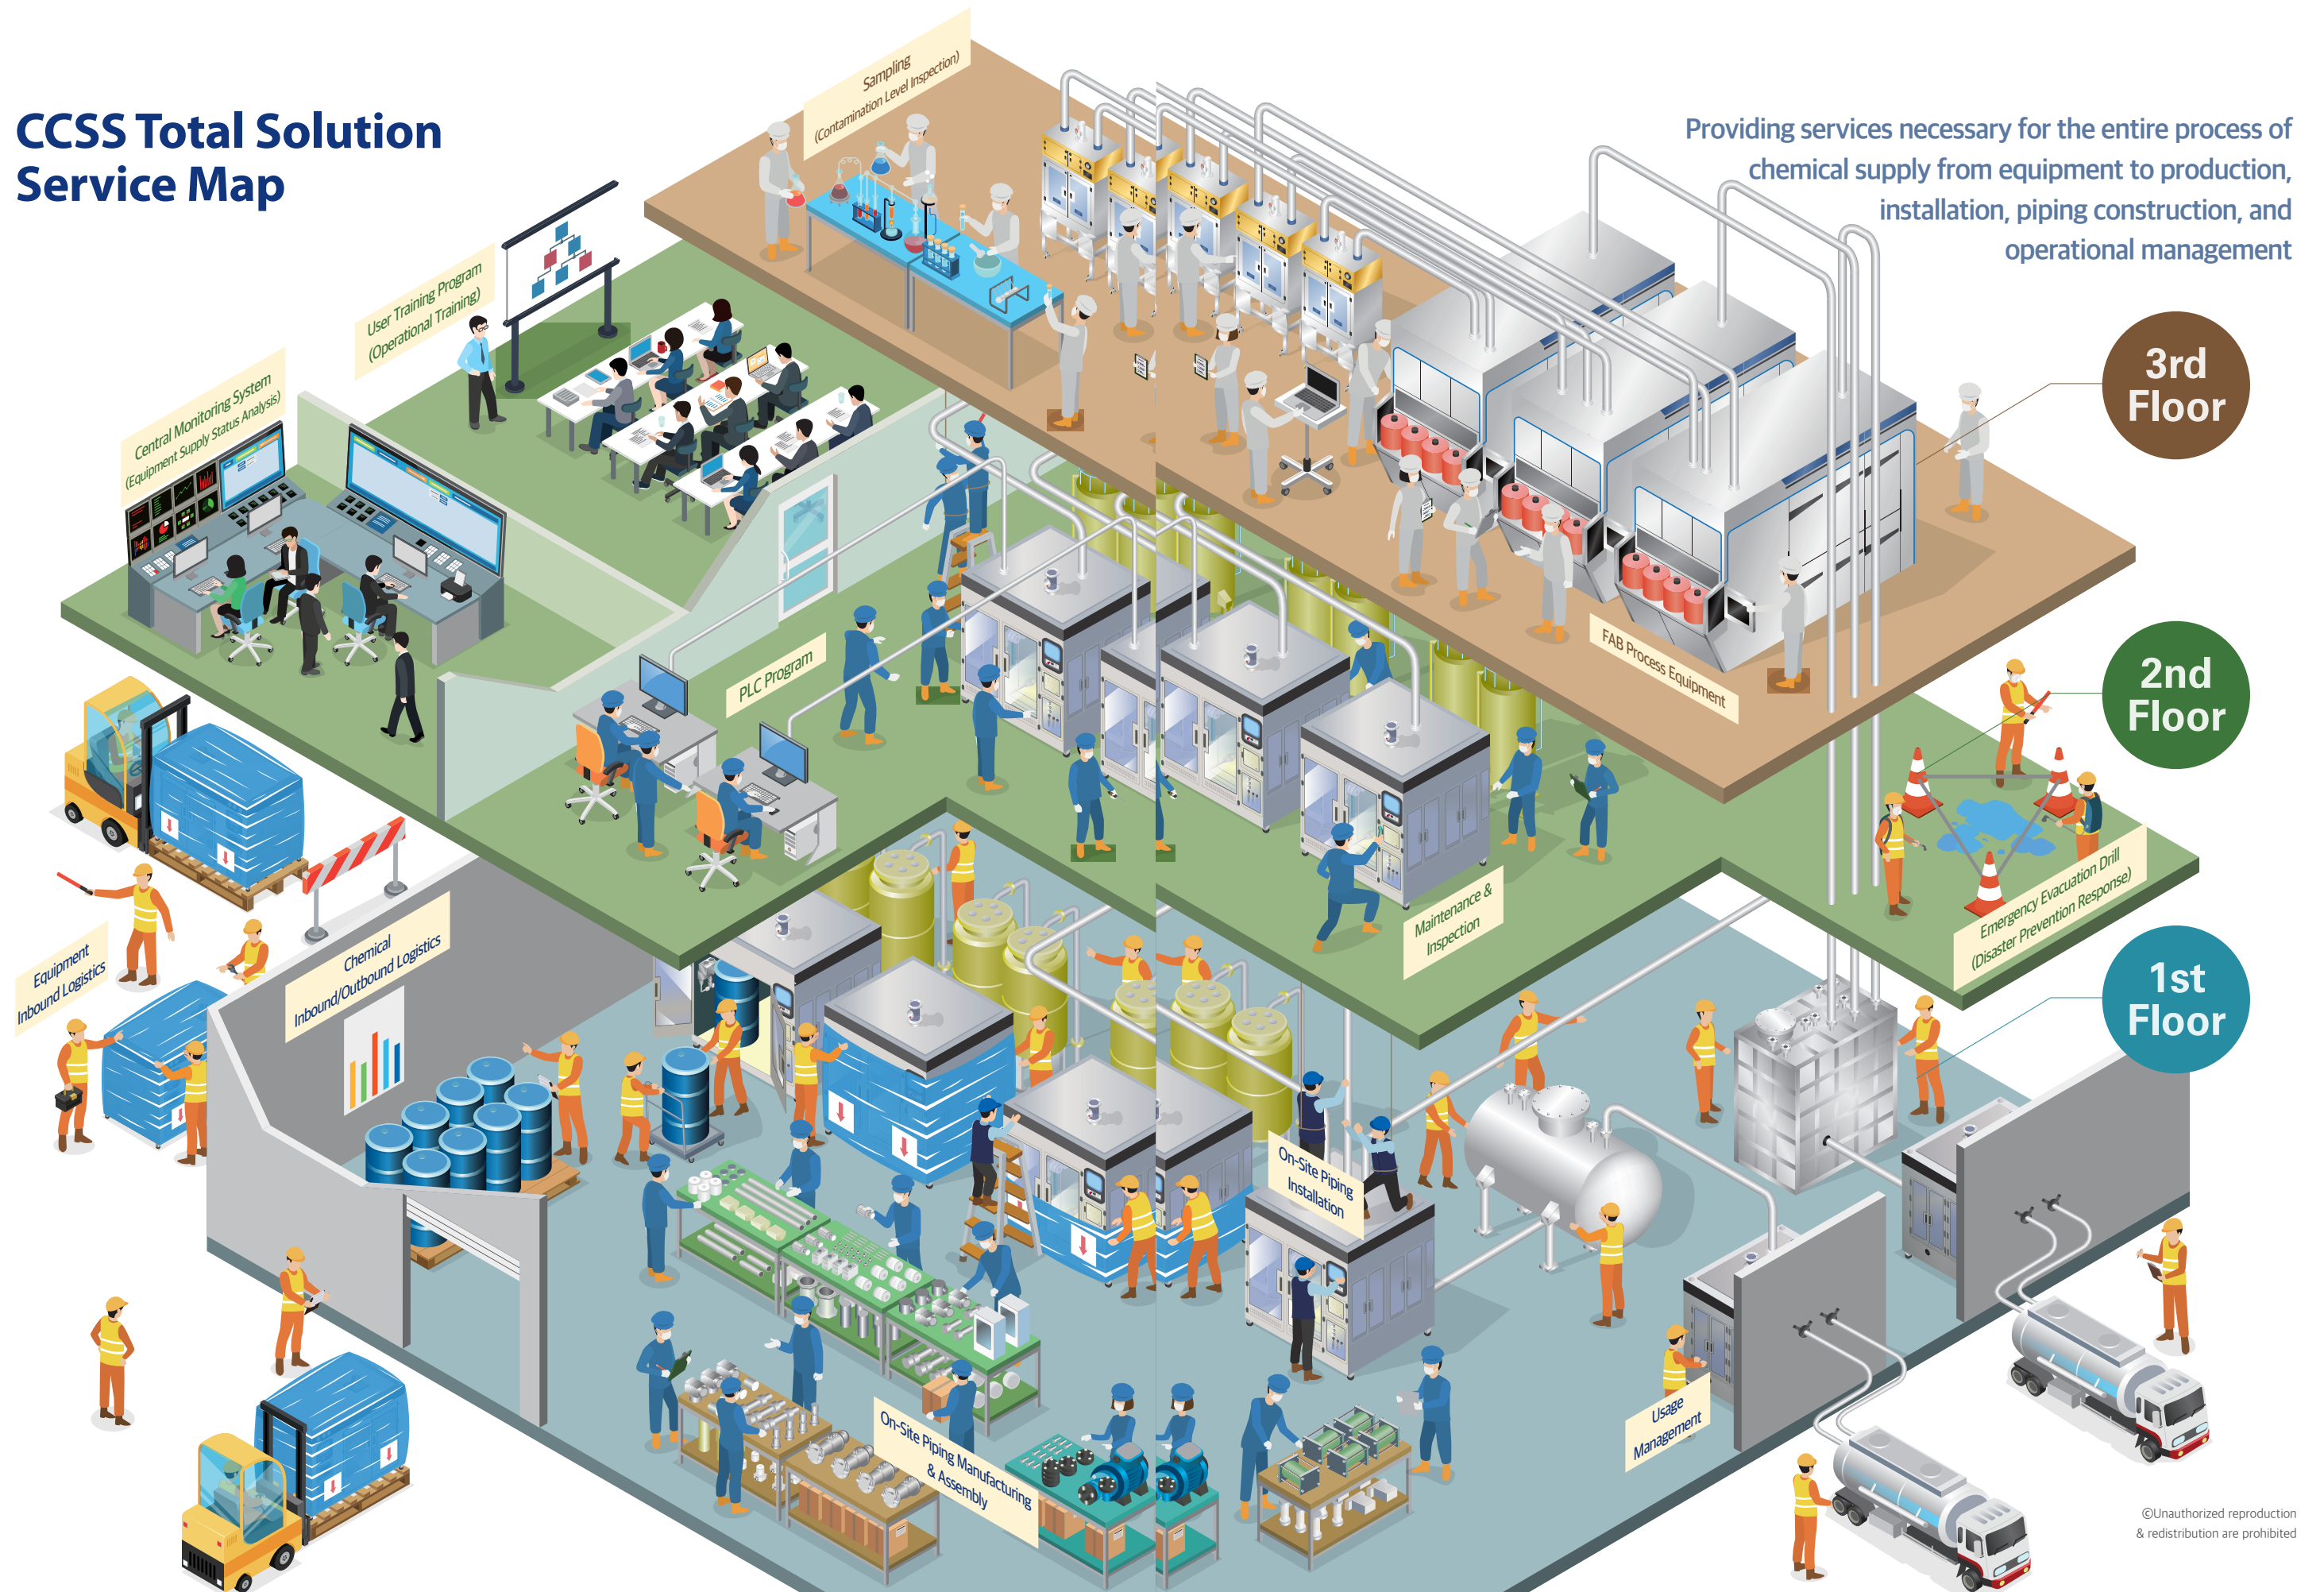 CCSS Total Solution
Service Map
Providing services necessary for the entire process of
chemical supply from equipment to production,
installation, piping construction, and
operational management
Sampling
(Contamination Level Inspection)
User Training Program
(Operational Training)
Central Monitoring System
(Equipment Supply Status Analysis)
3rd
Floor
FAB Process Equipment
PLC Program
2nd
Floor
Maintenance &
Inspection
Emergency Evacuation Drill
(Disaster Prevention Response)
Equipment
Inbound Logistics
Chemical
Inbound/Outbound Logistics
1st
Floor
On-Site Piping
Installation
Usage
Management
On-Site Piping Manufacturing
& Assembly
©Unauthorized reproduction
& redistribution are prohibited